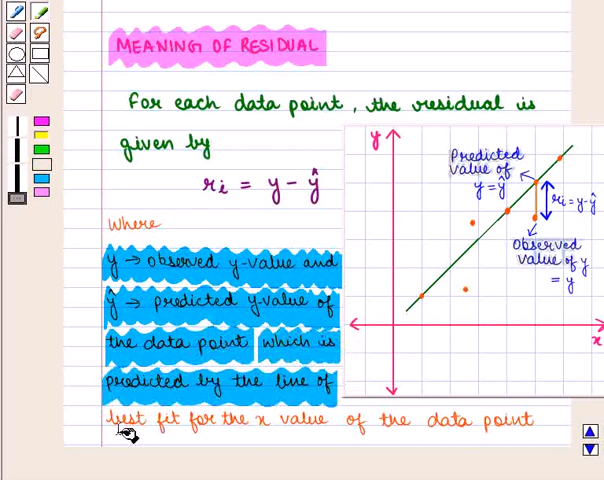 MEANING OF RESIDUAL
For each data point, the residual is
given by
rᵢ = y - ŷ
where
y → observed y-value and
ŷ → predicted y-value of
the data point which is
predicted by the line of
best fit for the x value of the data point
y
Predicted
value of
y = ŷ
rᵢ = y - ŷ
Observed
value of y
= y
x